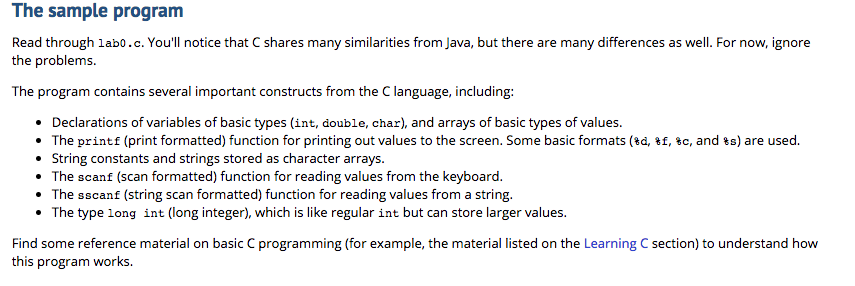 The sample program
Read through lab0.c. You'll notice that C shares many similarities from Java, but there are many differences as well. For now, ignore
the problems.
The program contains several important constructs from the C language, including:
• Declarations of variables of basic types (int, double, char), and arrays of basic types of values.
• The printf (print formatted) function for printing out values to the screen. Some basic formats (%d, %f, %c, and %s) are used.
• String constants and strings stored as character arrays.
• The scanf (scan formatted) function for reading values from the keyboard.
• The sscanf (string scan formatted) function for reading values from a string.
• The type long int (long integer), which is like regular int but can store larger values.
Find some reference material on basic C programming (for example, the material listed on the Learning C section) to understand how
this program works.